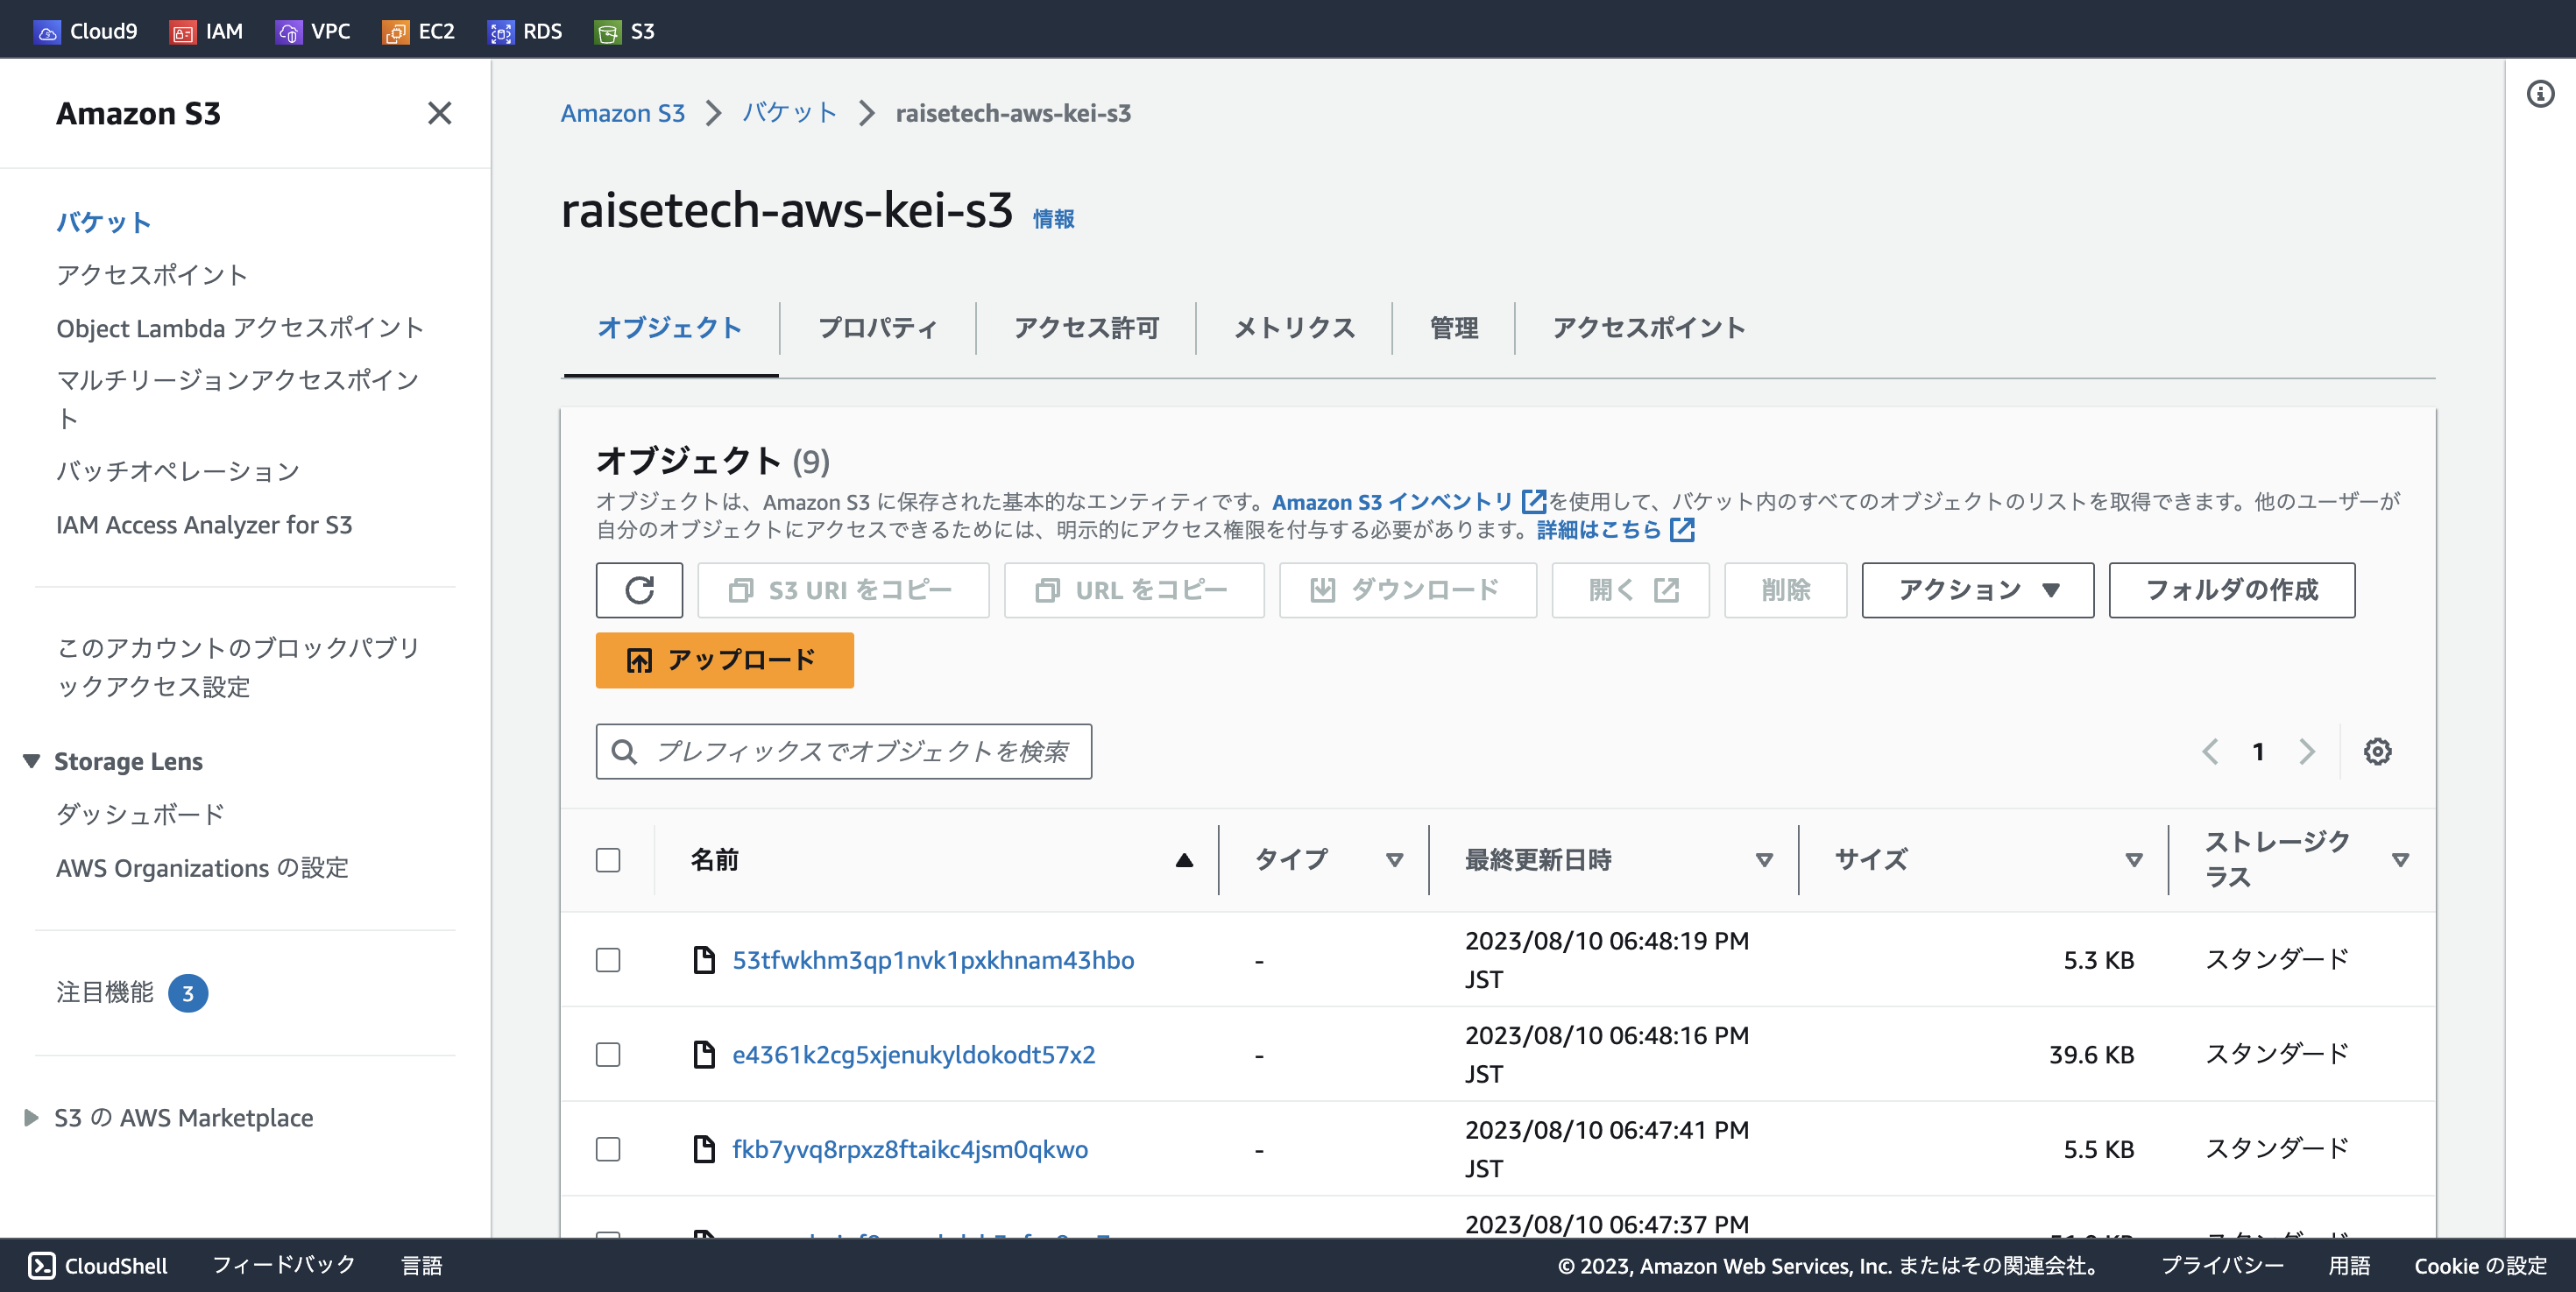 Cloud9 IAM VPC EC2 RDS S3
Amazon S3
バケット
アクセスポイント
Object Lambda アクセスポイント
マルチリージョンアクセスポイン
ト
バッチオペレーション
IAM Access Analyzer for S3
このアカウントのブロックパブリ
ックアクセス設定
Storage Lens
ダッシュボード
AWS Organizations の設定
注目機能 3
S3 の AWS Marketplace
Amazon S3 バケット raisetech-aws-kei-s3
raisetech-aws-kei-s3 情報
オブジェクト プロパティ アクセス許可 メトリクス 管理 アクセスポイント
オブジェクト (9)
オブジェクトは、Amazon S3 に保存された基本的なエンティティです。Amazon S3 インベントリ を使用して、バケット内のすべてのオブジェクトのリストを取得できます。他のユーザーが
自分のオブジェクトにアクセスできるためには、明示的にアクセス権限を付与する必要があります。詳細はこちら
S3 URI をコピー URL をコピー ダウンロード 開く 削除 アクション フォルダの作成
アップロード
プレフィックスでオブジェクトを検索
1
名前 タイプ 最終更新日時 サイズ ストレージク
ラス
53tfwkhm3qp1nvk1pxkhnam43hbo - 2023/08/10 06:48:19 PM 5.3 KB スタンダード
JST
e4361k2cg5xjenukyldokodt57x2 - 2023/08/10 06:48:16 PM 39.6 KB スタンダード
JST
fkb7yvq8rpxz8ftaikc4jsm0qkwo - 2023/08/10 06:47:41 PM 5.5 KB スタンダード
JST
2023/08/10 06:47:37 PM
CloudShell フィードバック 言語 © 2023, Amazon Web Services, Inc. またはその関連会社。 プライバシー 用語 Cookie の設定